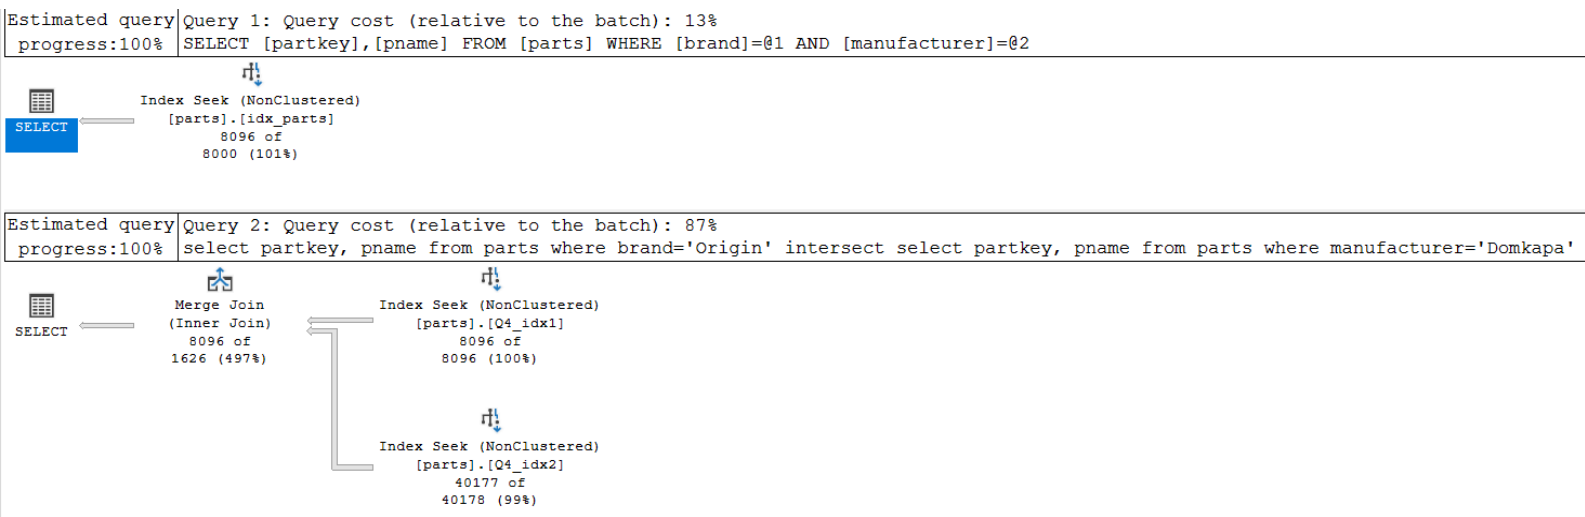 Estimated query progress:100%
Query 1: Query cost (relative to the batch): 13%
SELECT [partkey],[pname] FROM [parts] WHERE [brand]=@1 AND [manufacturer]=@2
SELECT
Index Seek (NonClustered)
[parts].[idx_parts]
8096 of
8000 (101%)
Estimated query progress:100%
Query 2: Query cost (relative to the batch): 87%
select partkey, pname from parts where brand='Origin' intersect select partkey, pname from parts where manufacturer='Domkapa'
SELECT
Merge Join
(Inner Join)
8096 of
1626 (497%)
Index Seek (NonClustered)
[parts].[Q4_idx1]
8096 of
8096 (100%)
Index Seek (NonClustered)
[parts].[Q4_idx2]
40177 of
40178 (99%)